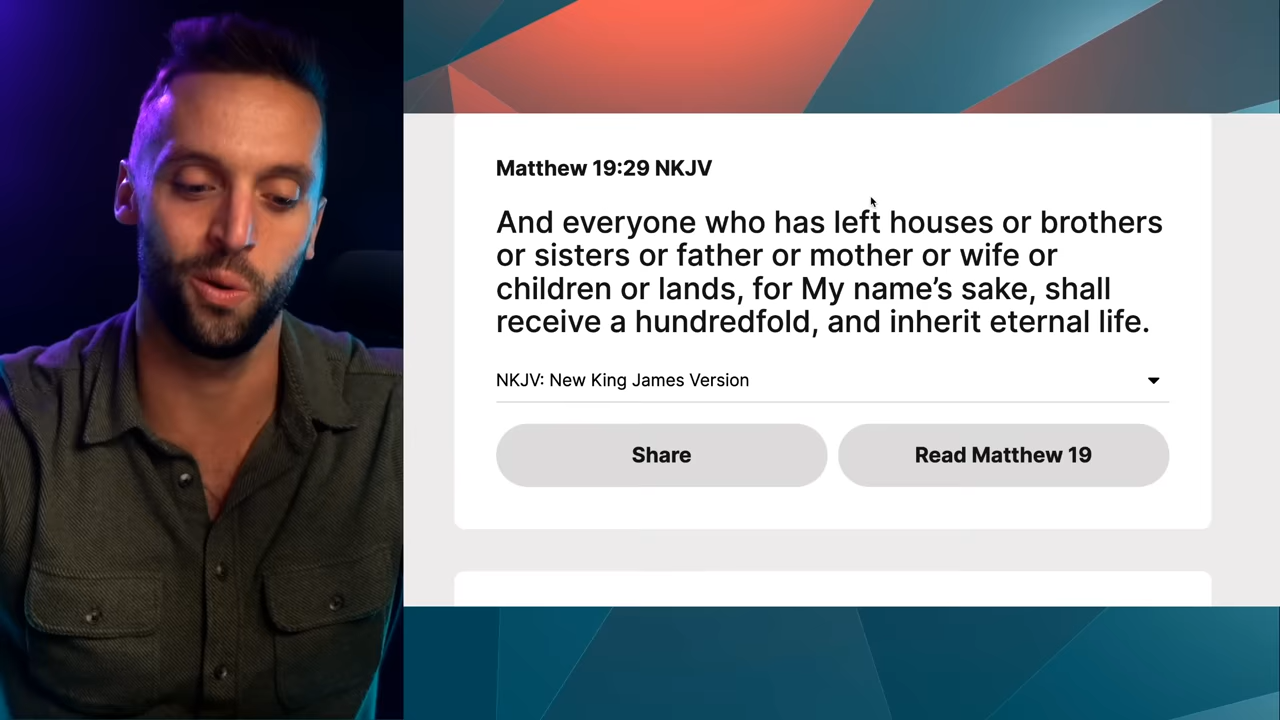 Matthew 19:29 NKJV
And everyone who has left houses or brothers
or sisters or father or mother or wife or
children or lands, for My name’s sake, shall
receive a hundredfold, and inherit eternal life.
NKJV: New King James Version
Share
Read Matthew 19